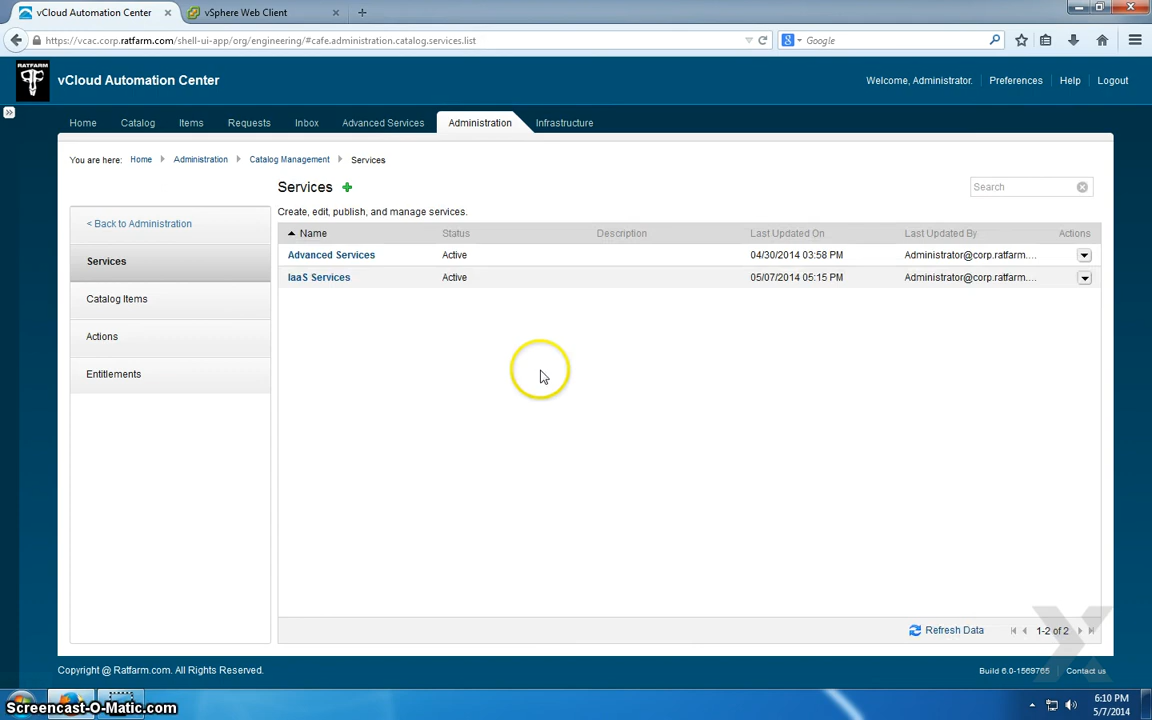 vCloud Automation Center
vSphere Web Client
https://vcac.corp.ratfarm.com/shell-ui-app/org/engineering/#cafe.administration.catalog.services.list
Google
RATFARM
vCloud Automation Center
Welcome, Administrator.
Preferences
Help
Logout
Home
Catalog
Items
Requests
Inbox
Advanced Services
Administration
Infrastructure
You are here: Home Administration Catalog Management Services
Services
Search
Create, edit, publish, and manage services.
< Back to Administration
Services
Catalog Items
Actions
Entitlements
Name Status Description Last Updated On Last Updated By Actions
Advanced Services Active 04/30/2014 03:58 PM Administrator@corp.ratfarm....
IaaS Services Active 05/07/2014 05:15 PM Administrator@corp.ratfarm....
Refresh Data
1-2 of 2
Copyright @ Ratfarm.com. All Rights Reserved.
Build 6.0-1569765
Contact us
Screencast-O-Matic.com
6:10 PM
5/7/2014